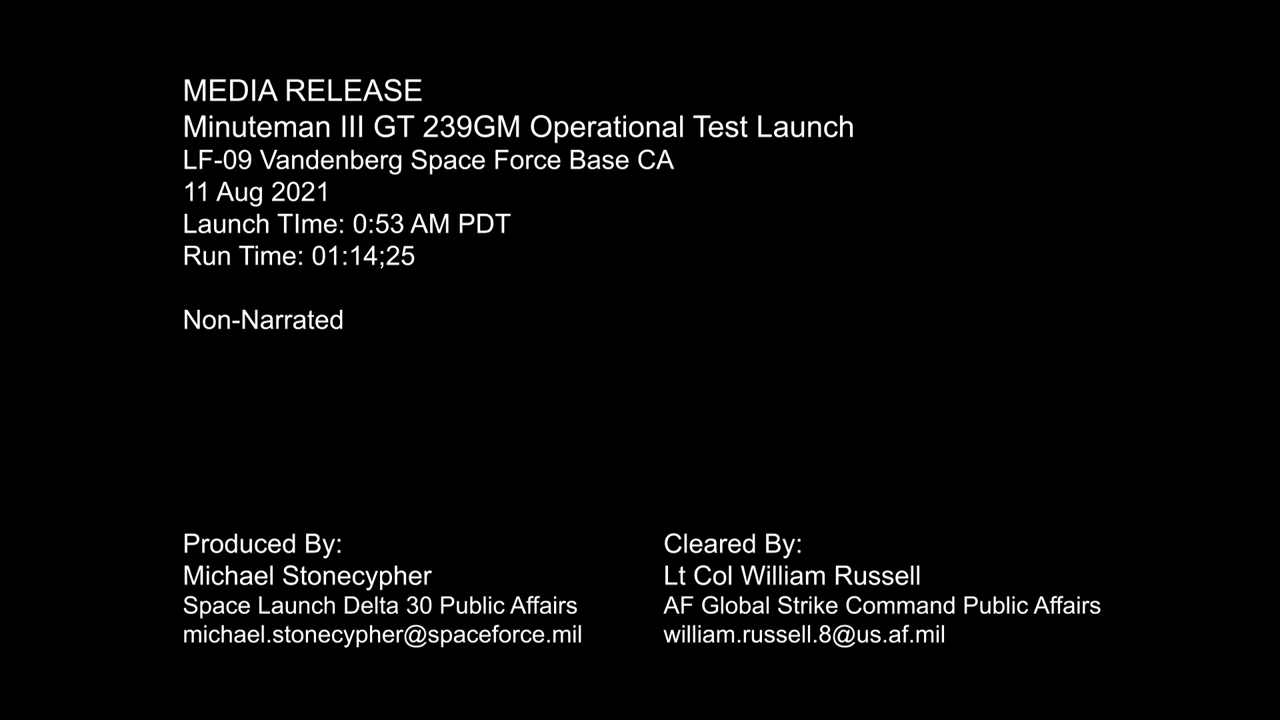 MEDIA RELEASE
Minuteman III GT 239GM Operational Test Launch
LF-09 Vandenberg Space Force Base CA
11 Aug 2021
Launch TIme: 0:53 AM PDT
Run Time: 01:14;25
Non-Narrated
Produced By:
Michael Stonecypher
Space Launch Delta 30 Public Affairs
michael.stonecypher@spaceforce.mil
Cleared By:
Lt Col William Russell
AF Global Strike Command Public Affairs
william.russell.8@us.af.mil